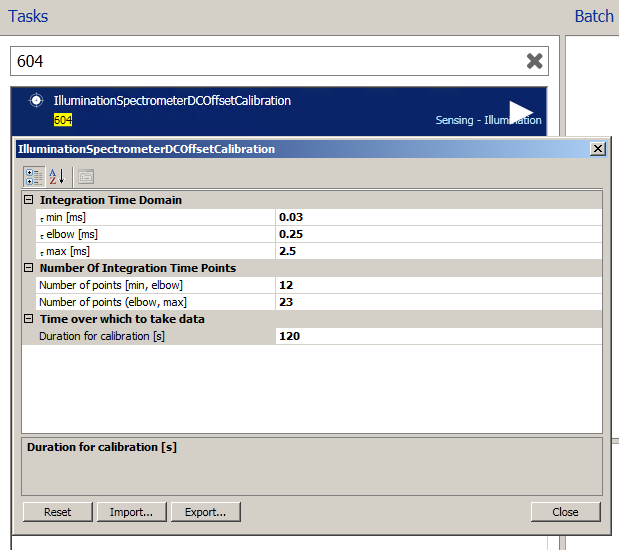 Tasks
Batch
604
IlluminationSpectrometerDCOffsetCalibration
604
Sensing - Illumination
IlluminationSpectrometerDCOffsetCalibration
Integration Time Domain
τ min [ms] 0.03
τ elbow [ms] 0.25
τ max [ms] 2.5
Number Of Integration Time Points
Number of points [min, elbow] 12
Number of points (elbow, max] 23
Time over which to take data
Duration for calibration [s] 120
Duration for calibration [s]
Reset
Import...
Export...
Close